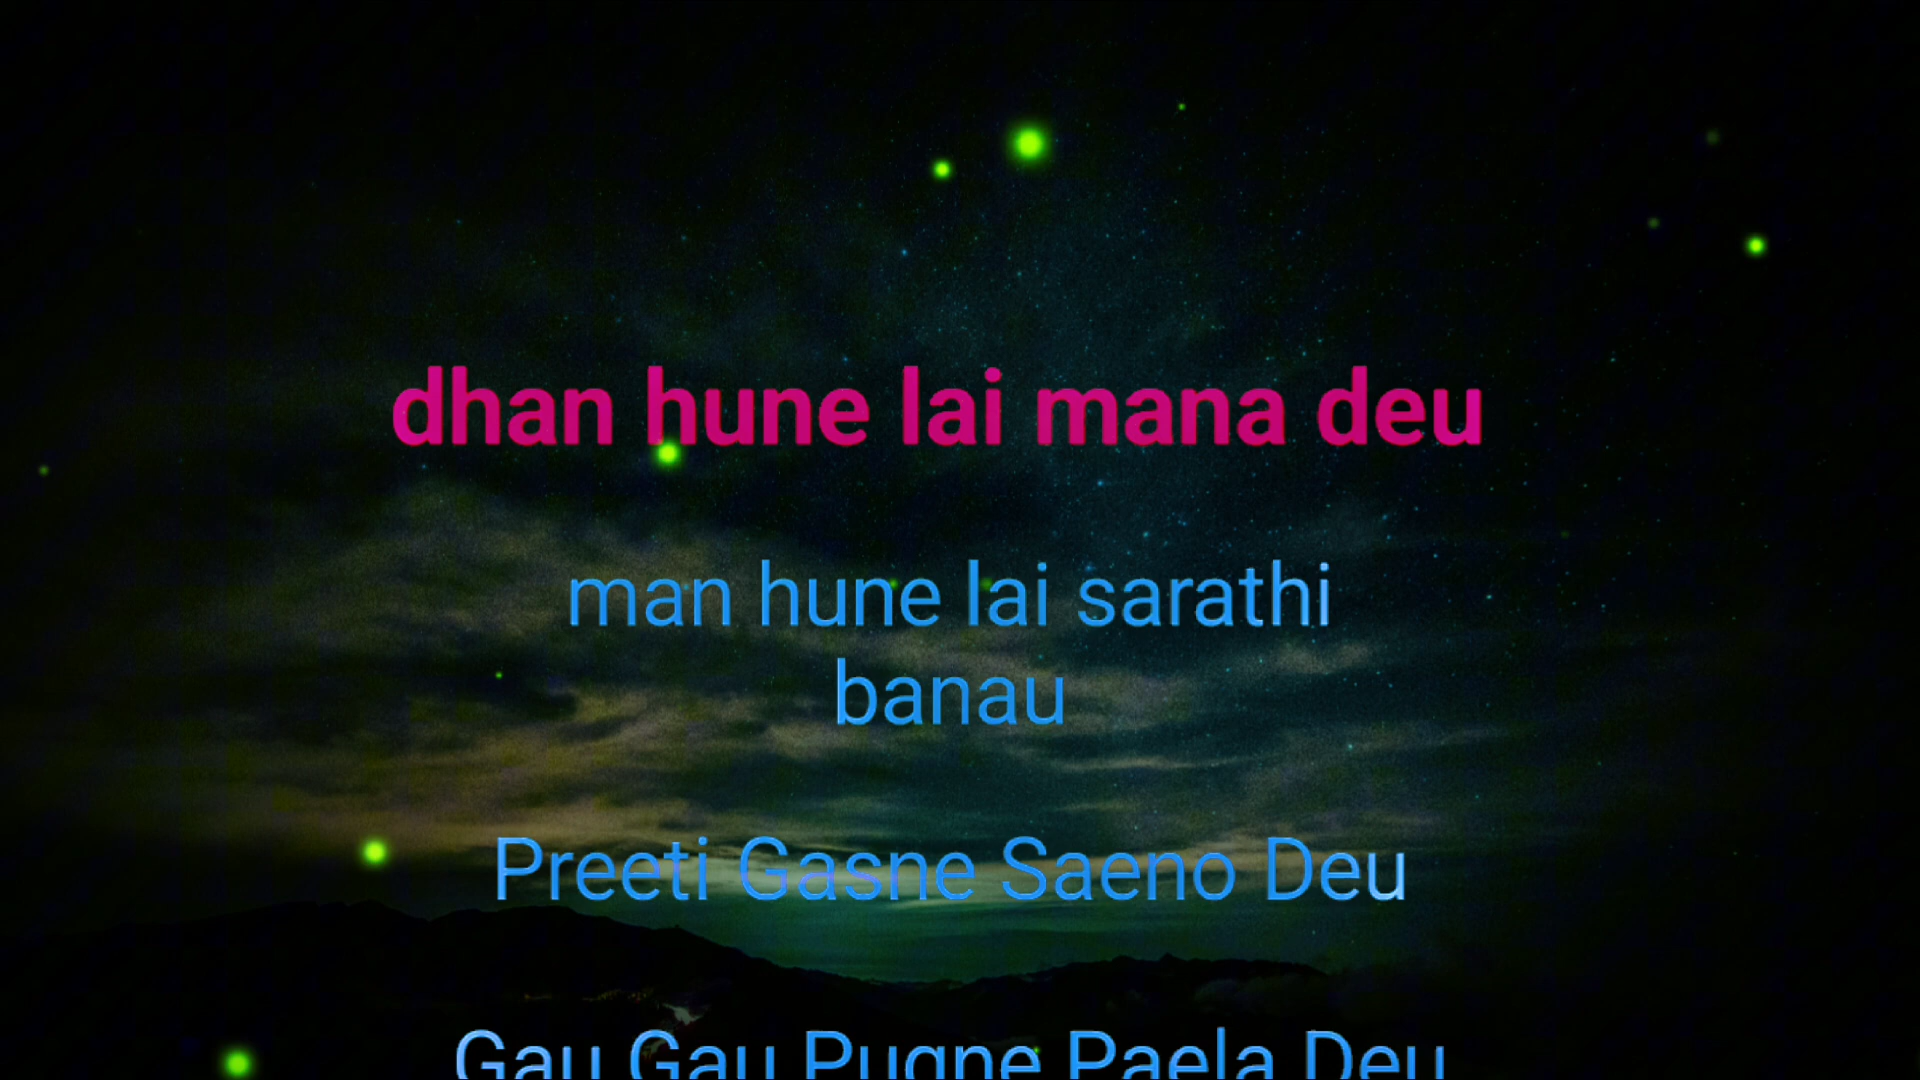 dhan hune lai mana deu
man hune lai sarathi
banau
Preeti Gasne Saeno Deu
Gau Gau Pugne Paela Deu